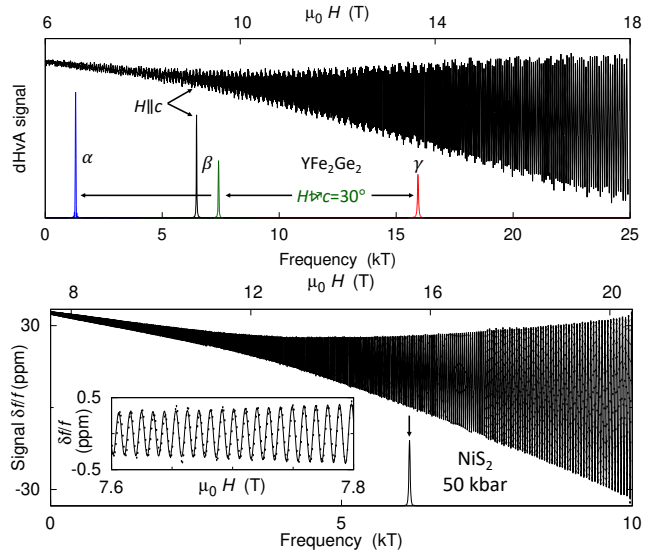 μ0 H (T)
6 10 14 18
dHvA signal
H∥c
α β YFe2Ge2 γ
H∦c=30°
0 5 10 15 20 25
Frequency (kT)
μ0 H (T)
8 12 16 20
Signal δf/f (ppm)
30
-30
0.5
δf/f
(ppm)
-0.5
7.6 μ0 H (T) 7.8
NiS2
50 kbar
0 5 10
Frequency (kT)